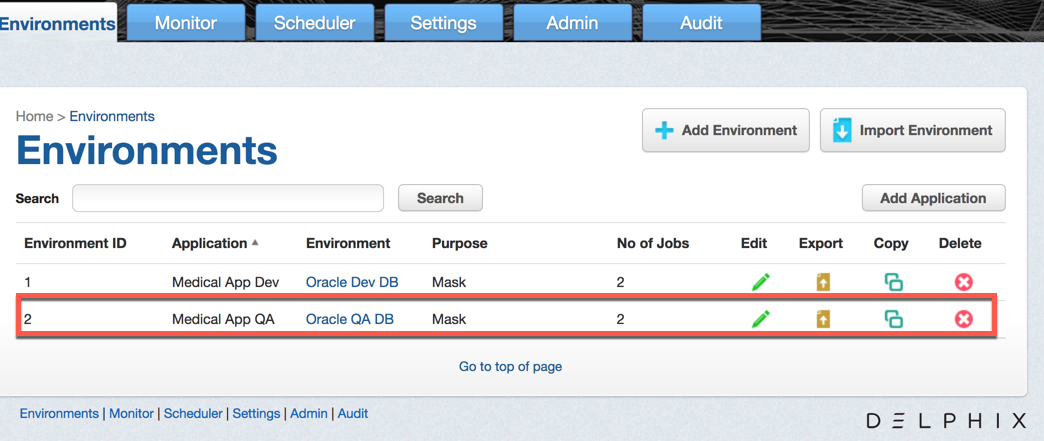 Environments Monitor Scheduler Settings Admin Audit
Home > Environments
Environments
Add Environment
Import Environment
Search
Search
Add Application
Environment ID Application Environment Purpose No of Jobs Edit Export Copy Delete
1 Medical App Dev Oracle Dev DB Mask 2
2 Medical App QA Oracle QA DB Mask 2
Go to top of page
Environments | Monitor | Scheduler | Settings | Admin | Audit
DELPHIX